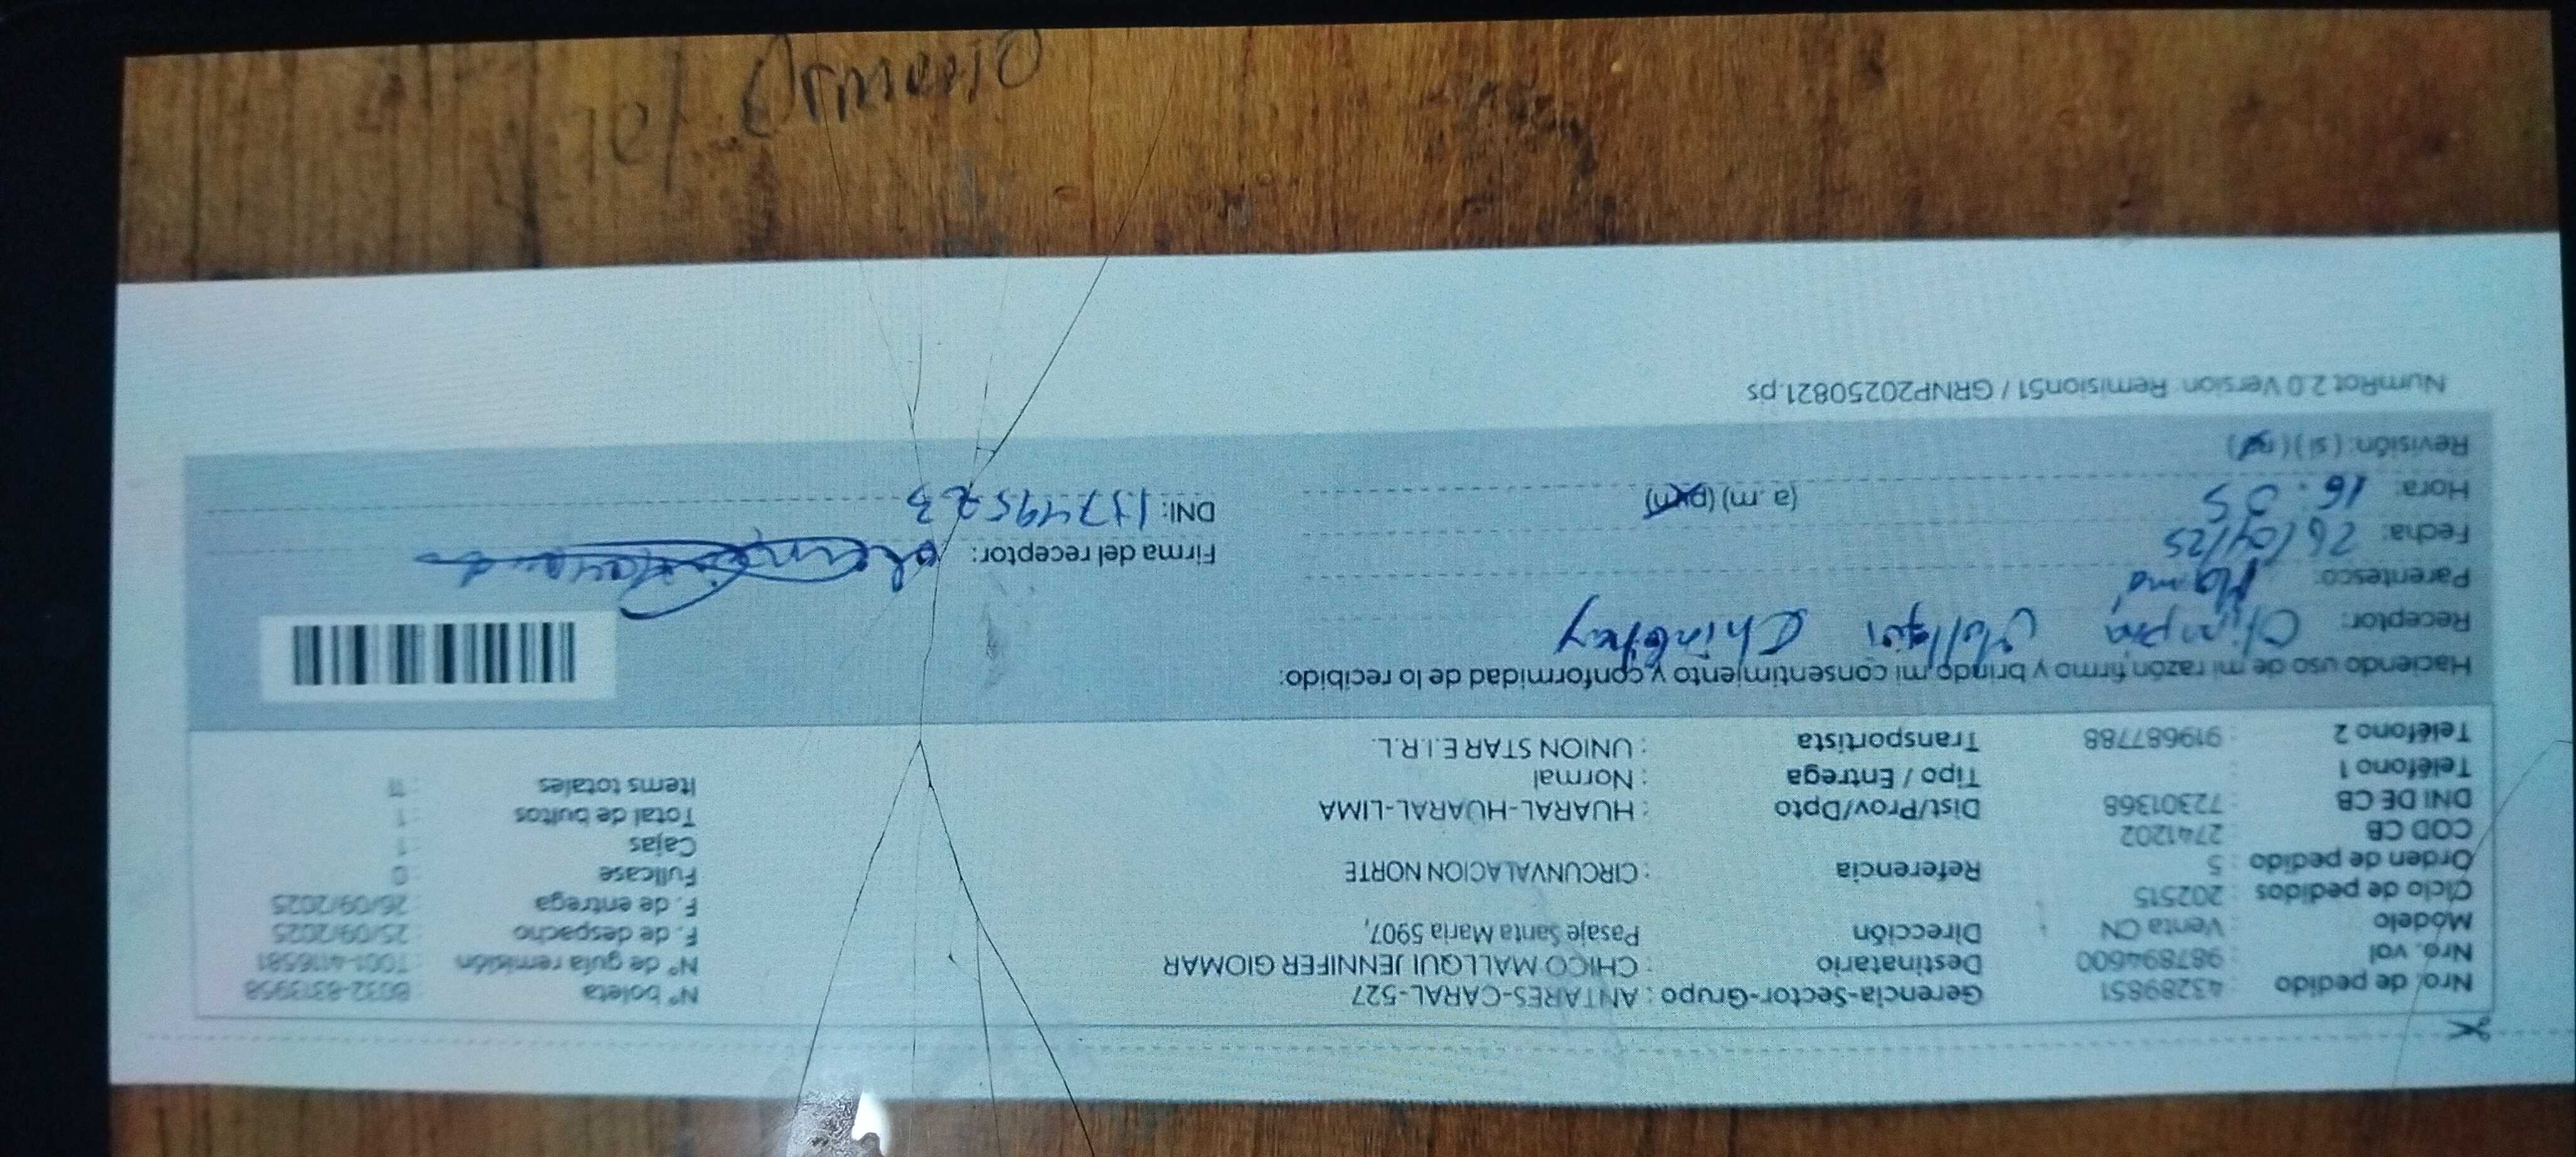 Nro. de pedido : 43289851
Nro. vol : 987894600
Modelo : Venta CN
Ciclo de pedidos : 202515
Orden de pedido : 5
COD CB : 2741202
DNI DE CB : 72301368
Teléfono 1 :
Teléfono 2 : 919687788
Gerencia-Sector-Grupo : ANTARES-CARAL-527
Destinatario : CHICO MALLQUI JENNIFER GIOMAR
Dirección : Pasaje Santa Maria 5907,
Referencia : CIRCUNVALACION NORTE
Dist/Prov/Dpto : HUARAL-HUARAL-LIMA
Tipo / Entrega : Normal
Transportista : UNION STAR E.I.R.L.
N° boleta : B032-8313958
N° de guía remisión : T001-4116581
F. de despacho : 25/09/2025
F. de entrega : 26/09/2025
Fullcase : 0
Cajas : 1
Total de bultos : 1
Items totales : 11
Haciendo uso de mi razón firmo y brindo mi consentimiento y conformidad de lo recibido:
Receptor: Olimpia Mallqui
Parentesco: Mamá
Fecha: 26/09/25
Hora: 16:05 (a.m) (p.m)
Revisión: (si) (no)
Firma del receptor:
DNI:
NumRot 2.0 Version: Remision51 / GRNP20250821.ps